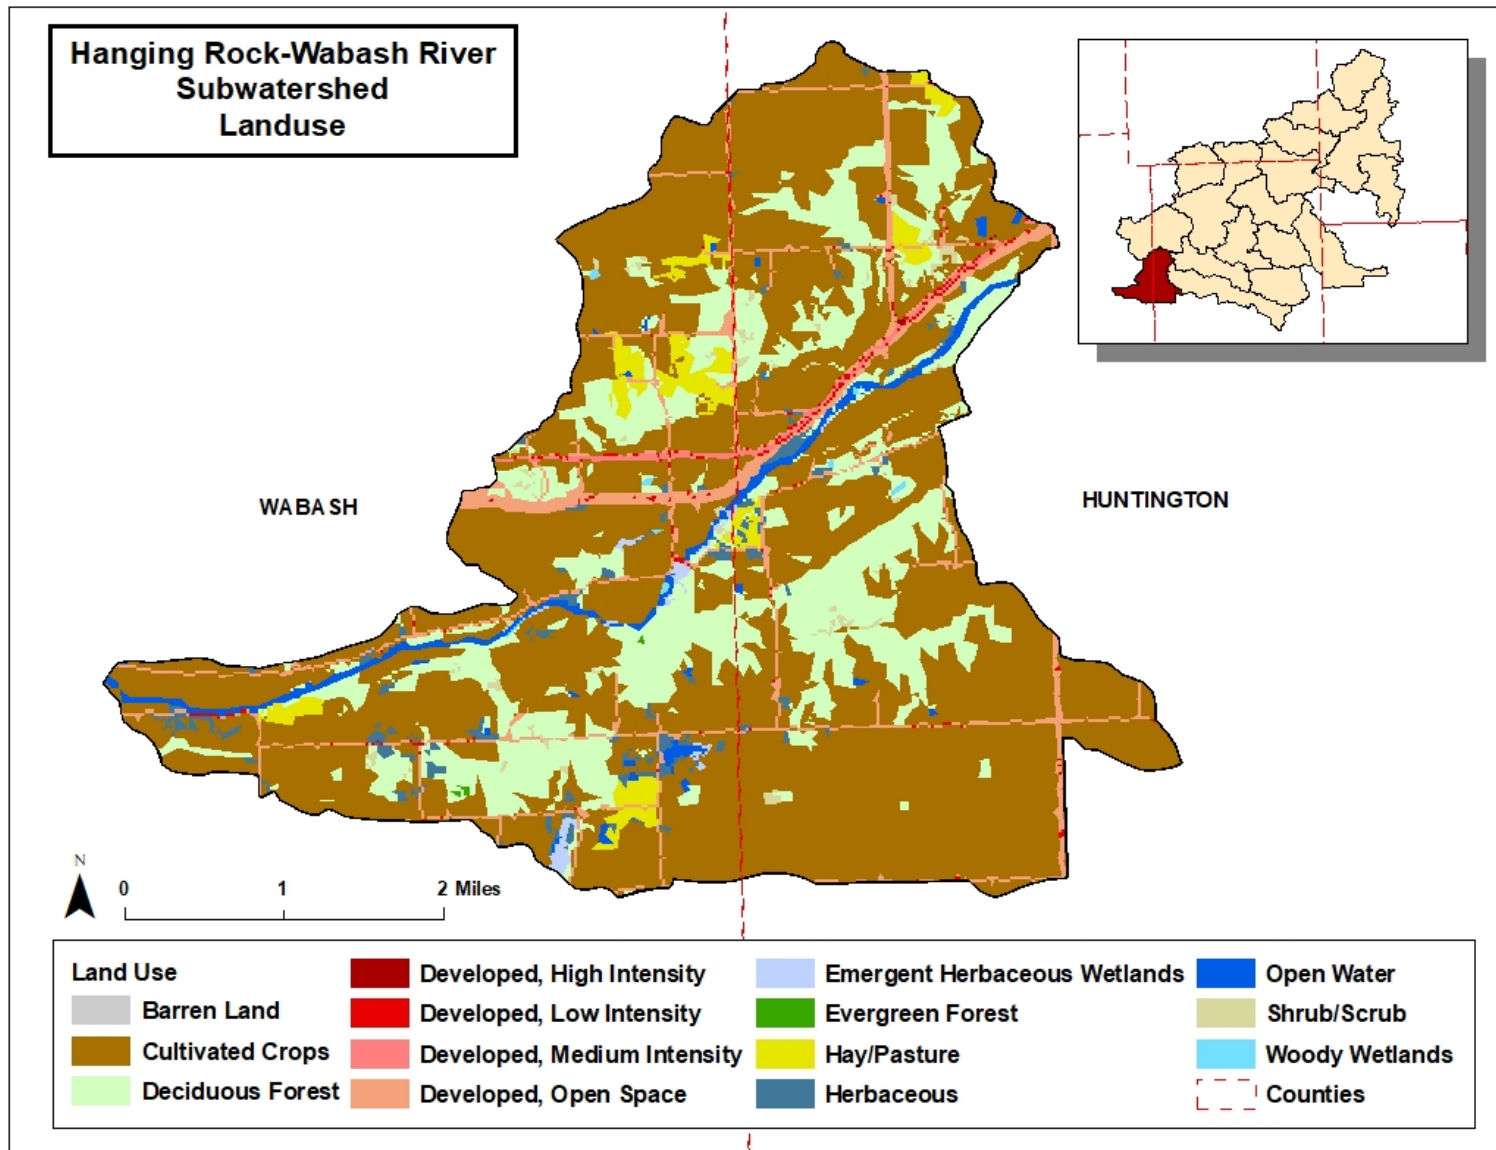 Hanging Rock-Wabash River
Subwatershed
Landuse
WABASH
HUNTINGTON
N
0 1 2 Miles
Land Use
Barren Land
Cultivated Crops
Deciduous Forest
Developed, High Intensity
Developed, Low Intensity
Developed, Medium Intensity
Developed, Open Space
Emergent Herbaceous Wetlands
Evergreen Forest
Hay/Pasture
Herbaceous
Open Water
Shrub/Scrub
Woody Wetlands
Counties